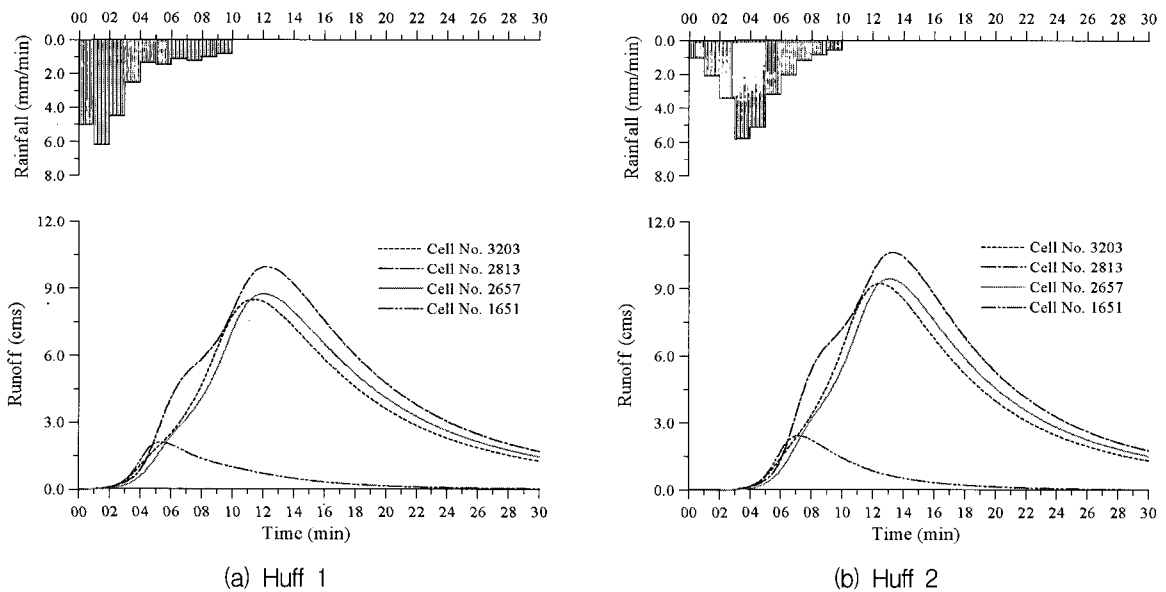 00 02 04 06 08 10 12 14 16 18 20 22 24 26 28 30
0.0
2.0
4.0
6.0
8.0
Rainfall (mm/min)
12.0
9.0
6.0
3.0
0.0
Runoff (cms)
Cell No. 3203
Cell No. 2813
Cell No. 2657
Cell No. 1651
00 02 04 06 08 10 12 14 16 18 20 22 24 26 28 30
Time (min)
(a) Huff 1
00 02 04 06 08 10 12 14 16 18 20 22 24 26 28 30
0.0
2.0
4.0
6.0
8.0
Rainfall (mm/min)
12.0
9.0
6.0
3.0
0.0
Runoff (cms)
Cell No. 3203
Cell No. 2813
Cell No. 2657
Cell No. 1651
00 02 04 06 08 10 12 14 16 18 20 22 24 26 28 30
Time (min)
(b) Huff 2